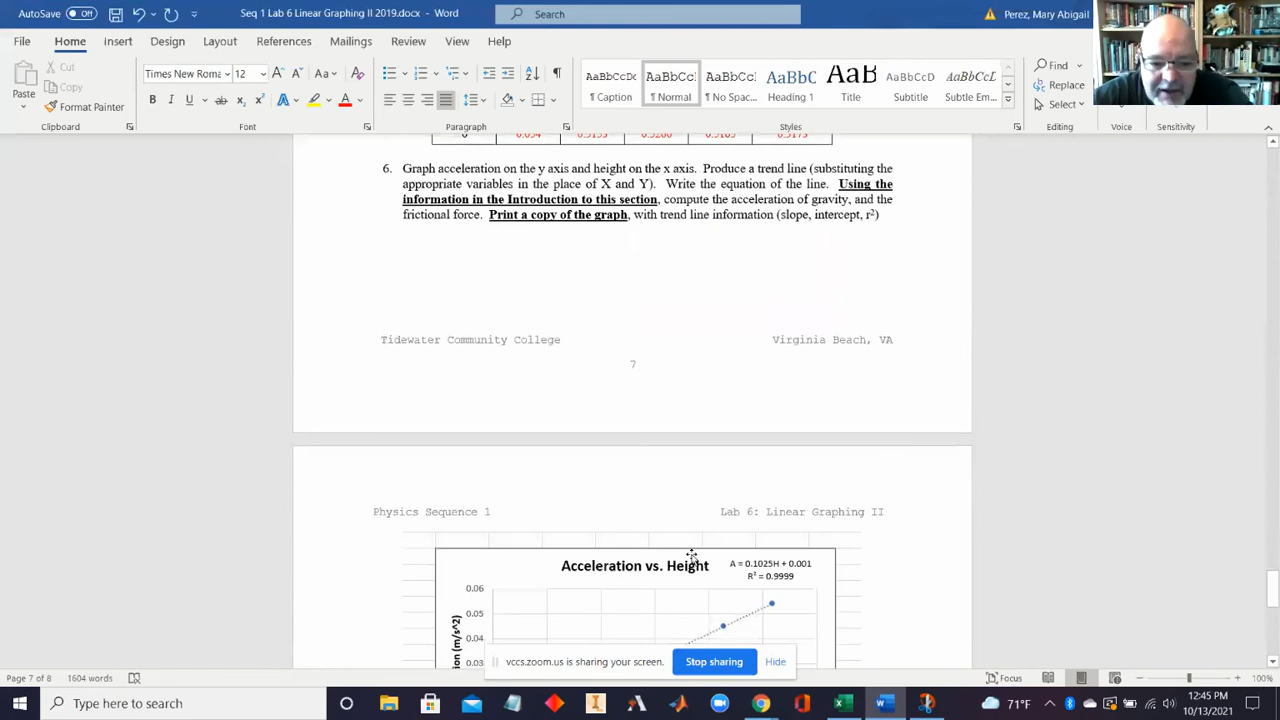 AutoSave Off Seq 1 Lab 6 Linear Graphing II 2019.docx - Word Search Perez, Mary Abigail
File Home Insert Design Layout References Mailings Review View Help
Paste Cut Copy Format Painter
Times New Roma 12 Aa
B I U ab x₂ x² A A
AaBbCcDc AaBbCc AaBbCc AaBbC AaB AaBbCcD AaBbCcD
¶ Caption ¶ Normal ¶ No Spac... Heading 1 Title Subtitle Subtle Em...
Find Replace Select
Clipboard Font Paragraph Styles Editing Voice Sensitivity
6. Graph acceleration on the y axis and height on the x axis. Produce a trend line (substituting the
appropriate variables in the place of X and Y). Write the equation of the line. Using the
information in the Introduction to this section, compute the acceleration of gravity, and the
frictional force. Print a copy of the graph, with trend line information (slope, intercept, r²)
Tidewater Community College Virginia Beach, VA
7
Physics Sequence 1 Lab 6: Linear Graphing II
Acceleration vs. Height
A = 0.1025H + 0.001
R² = 0.9999
0.06
0.05
0.04
0.03
ion (m/s^2)
vccs.zoom.us is sharing your screen. Stop sharing Hide
Page 7 of 8 1604 words Focus 100%
Type here to search 71°F 12:45 PM
10/13/2021